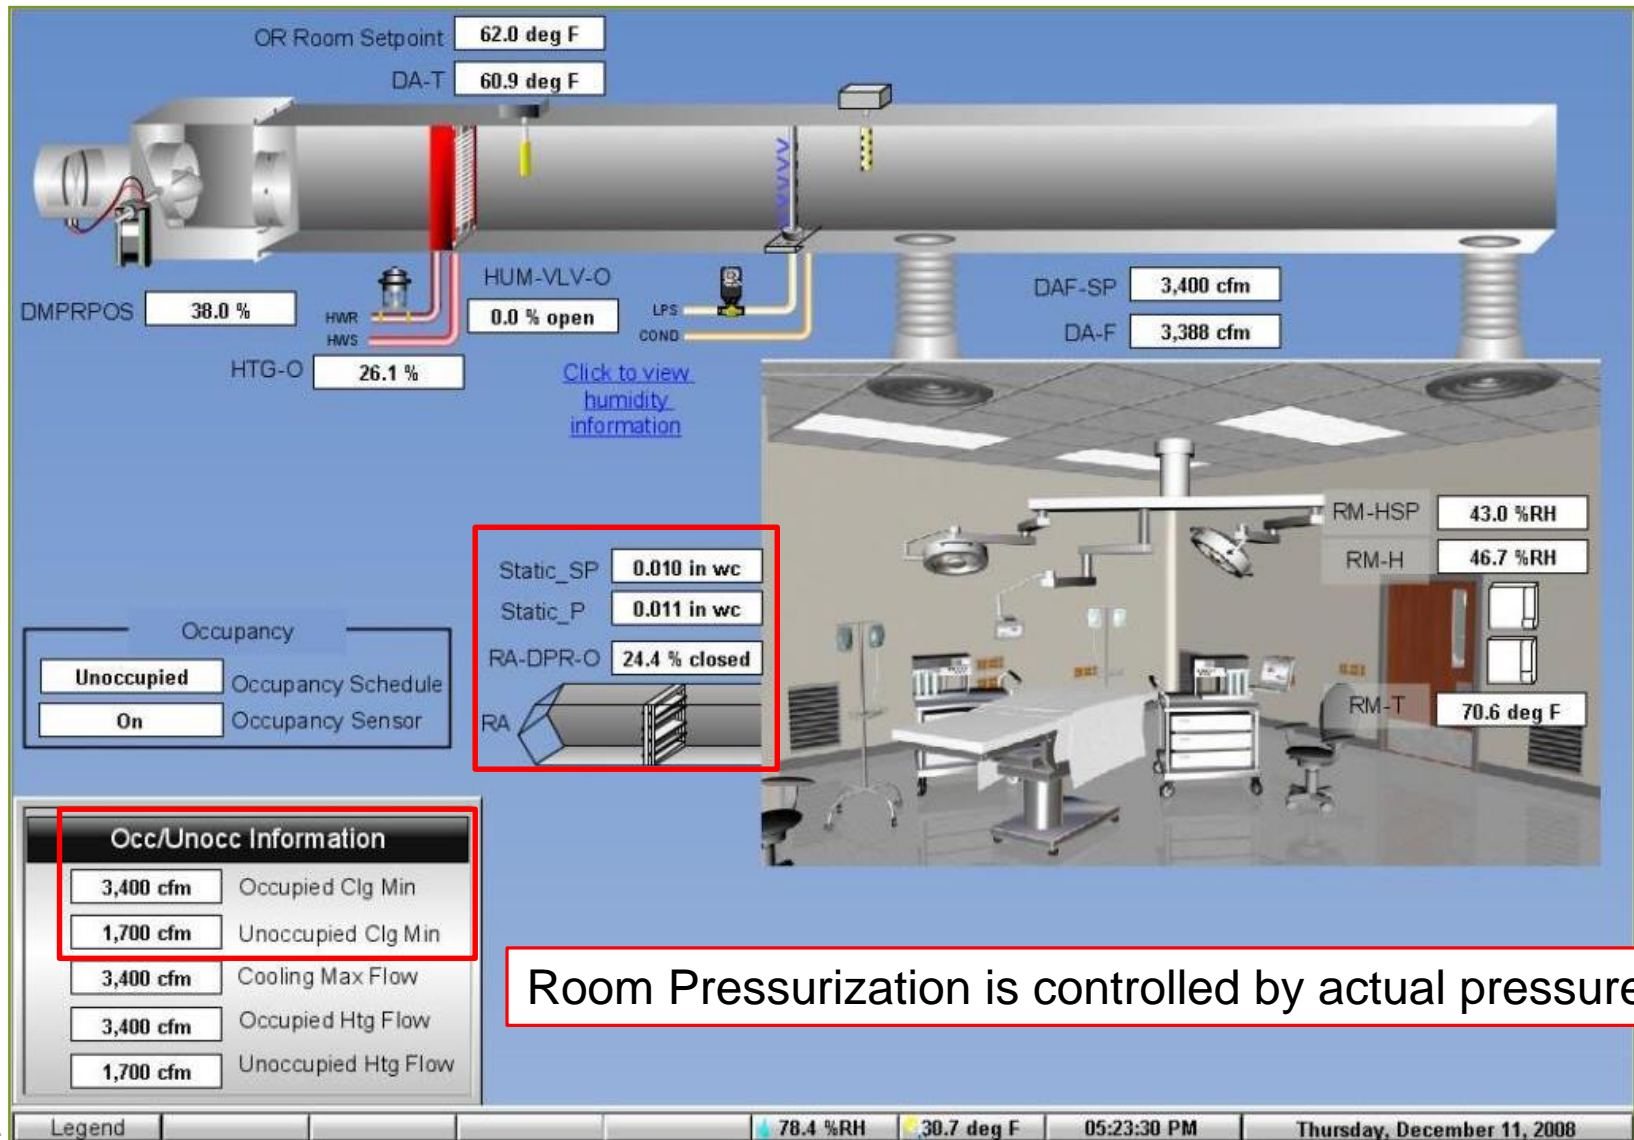 OR Room Setpoint 62.0 deg F
DA-T 60.9 deg F
DMPRPOS 38.0 %
HWR
HWS
HTG-O 26.1 %
HUM-VLV-O
0.0 % open
LPS
COND
Click to view
humidity
information
DAF-SP 3,400 cfm
DA-F 3,388 cfm
RM-HSP 43.0 %RH
RM-H 46.7 %RH
RM-T 70.6 deg F
Static_SP 0.010 in wc
Static_P 0.011 in wc
RA-DPR-O 24.4 % closed
RA
Occupancy
Unoccupied Occupancy Schedule
On Occupancy Sensor
Occ/Unocc Information
3,400 cfm Occupied Clg Min
1,700 cfm Unoccupied Clg Min
3,400 cfm Cooling Max Flow
3,400 cfm Occupied Htg Flow
1,700 cfm Unoccupied Htg Flow
Room Pressurization is controlled by actual pressure
Legend 78.4 %RH 30.7 deg F 05:23:30 PM Thursday, December 11, 2008